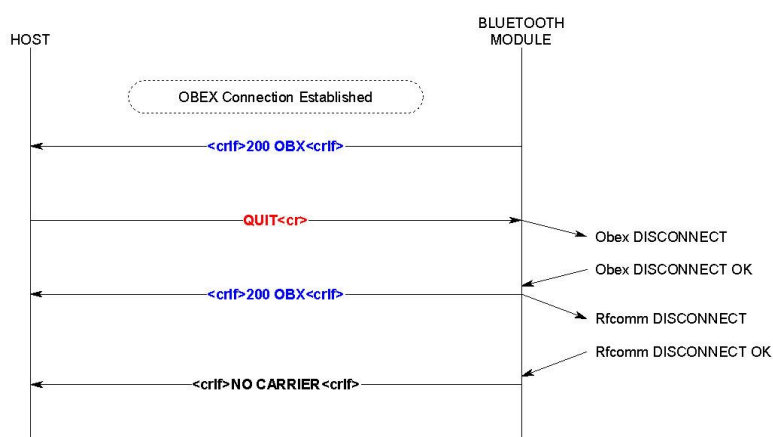 HOST
BLUETOOTH
MODULE
OBEX Connection Established
<crlf>200 OBX<crlf>
QUIT<cr>
Obex DISCONNECT
Obex DISCONNECT OK
<crlf>200 OBX<crlf>
Rfcomm DISCONNECT
Rfcomm DISCONNECT OK
<crlf>NO CARRIER<crlf>